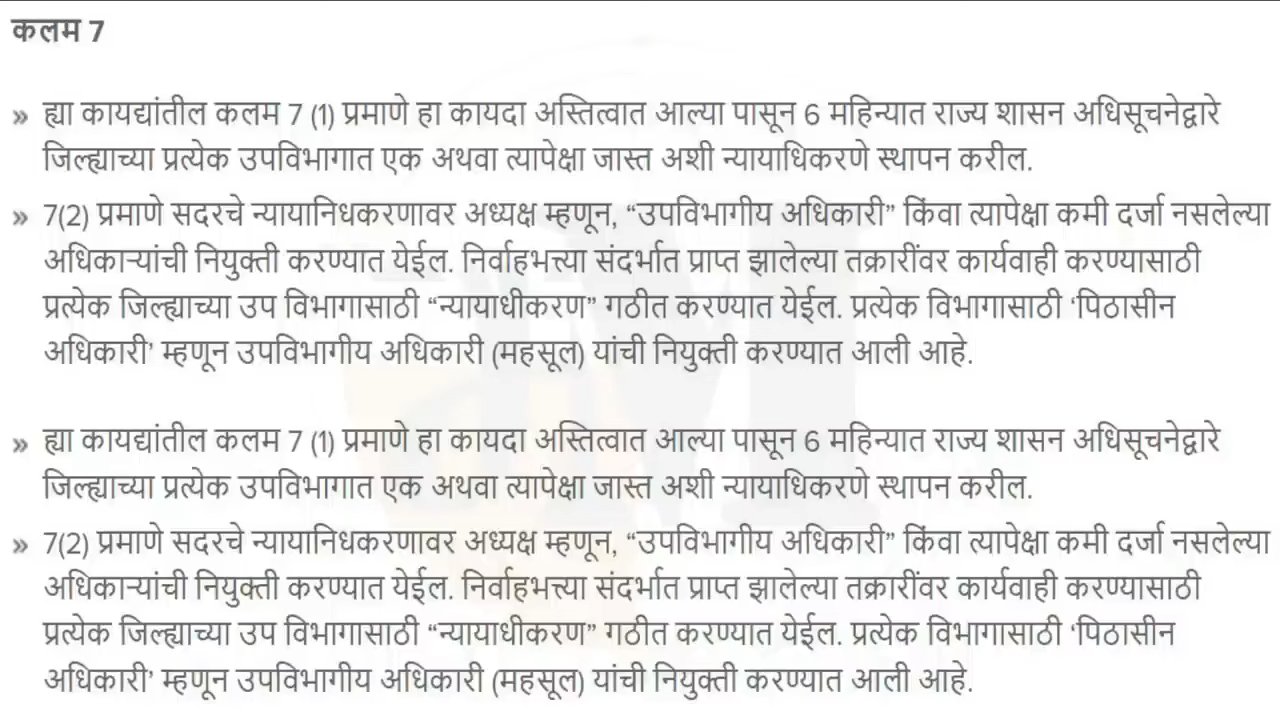 कलम 7
» ह्या कायद्यांतील कलम 7 (1) प्रमाणे हा कायदा अस्तित्वात आल्या पासून 6 महिन्यात राज्य शासन अधिसूचनेद्वारे
जिल्ह्याच्या प्रत्येक उपविभागात एक अथवा त्यापेक्षा जास्त अशी न्यायाधिकरणे स्थापन करील.
» 7(2) प्रमाणे सदरचे न्यायानिधकरणावर अध्यक्ष म्हणून, “उपविभागीय अधिकारी” किंवा त्यापेक्षा कमी दर्जा नसलेल्या
अधिकाऱ्यांची नियुक्ती करण्यात येईल. निर्वाहभत्त्या संदर्भात प्राप्त झालेल्या तक्रारींवर कार्यवाही करण्यासाठी
प्रत्येक जिल्ह्याच्या उप विभागासाठी “न्यायाधीकरण” गठीत करण्यात येईल. प्रत्येक विभागासाठी ‘पिठासीन
अधिकारी’ म्हणून उपविभागीय अधिकारी (महसूल) यांची नियुक्ती करण्यात आली आहे.
» ह्या कायद्यांतील कलम 7 (1) प्रमाणे हा कायदा अस्तित्वात आल्या पासून 6 महिन्यात राज्य शासन अधिसूचनेद्वारे
जिल्ह्याच्या प्रत्येक उपविभागात एक अथवा त्यापेक्षा जास्त अशी न्यायाधिकरणे स्थापन करील.
» 7(2) प्रमाणे सदरचे न्यायानिधकरणावर अध्यक्ष म्हणून, “उपविभागीय अधिकारी” किंवा त्यापेक्षा कमी दर्जा नसलेल्या
अधिकाऱ्यांची नियुक्ती करण्यात येईल. निर्वाहभत्त्या संदर्भात प्राप्त झालेल्या तक्रारींवर कार्यवाही करण्यासाठी
प्रत्येक जिल्ह्याच्या उप विभागासाठी “न्यायाधीकरण” गठीत करण्यात येईल. प्रत्येक विभागासाठी ‘पिठासीन
अधिकारी’ म्हणून उपविभागीय अधिकारी (महसूल) यांची नियुक्ती करण्यात आली आहे.